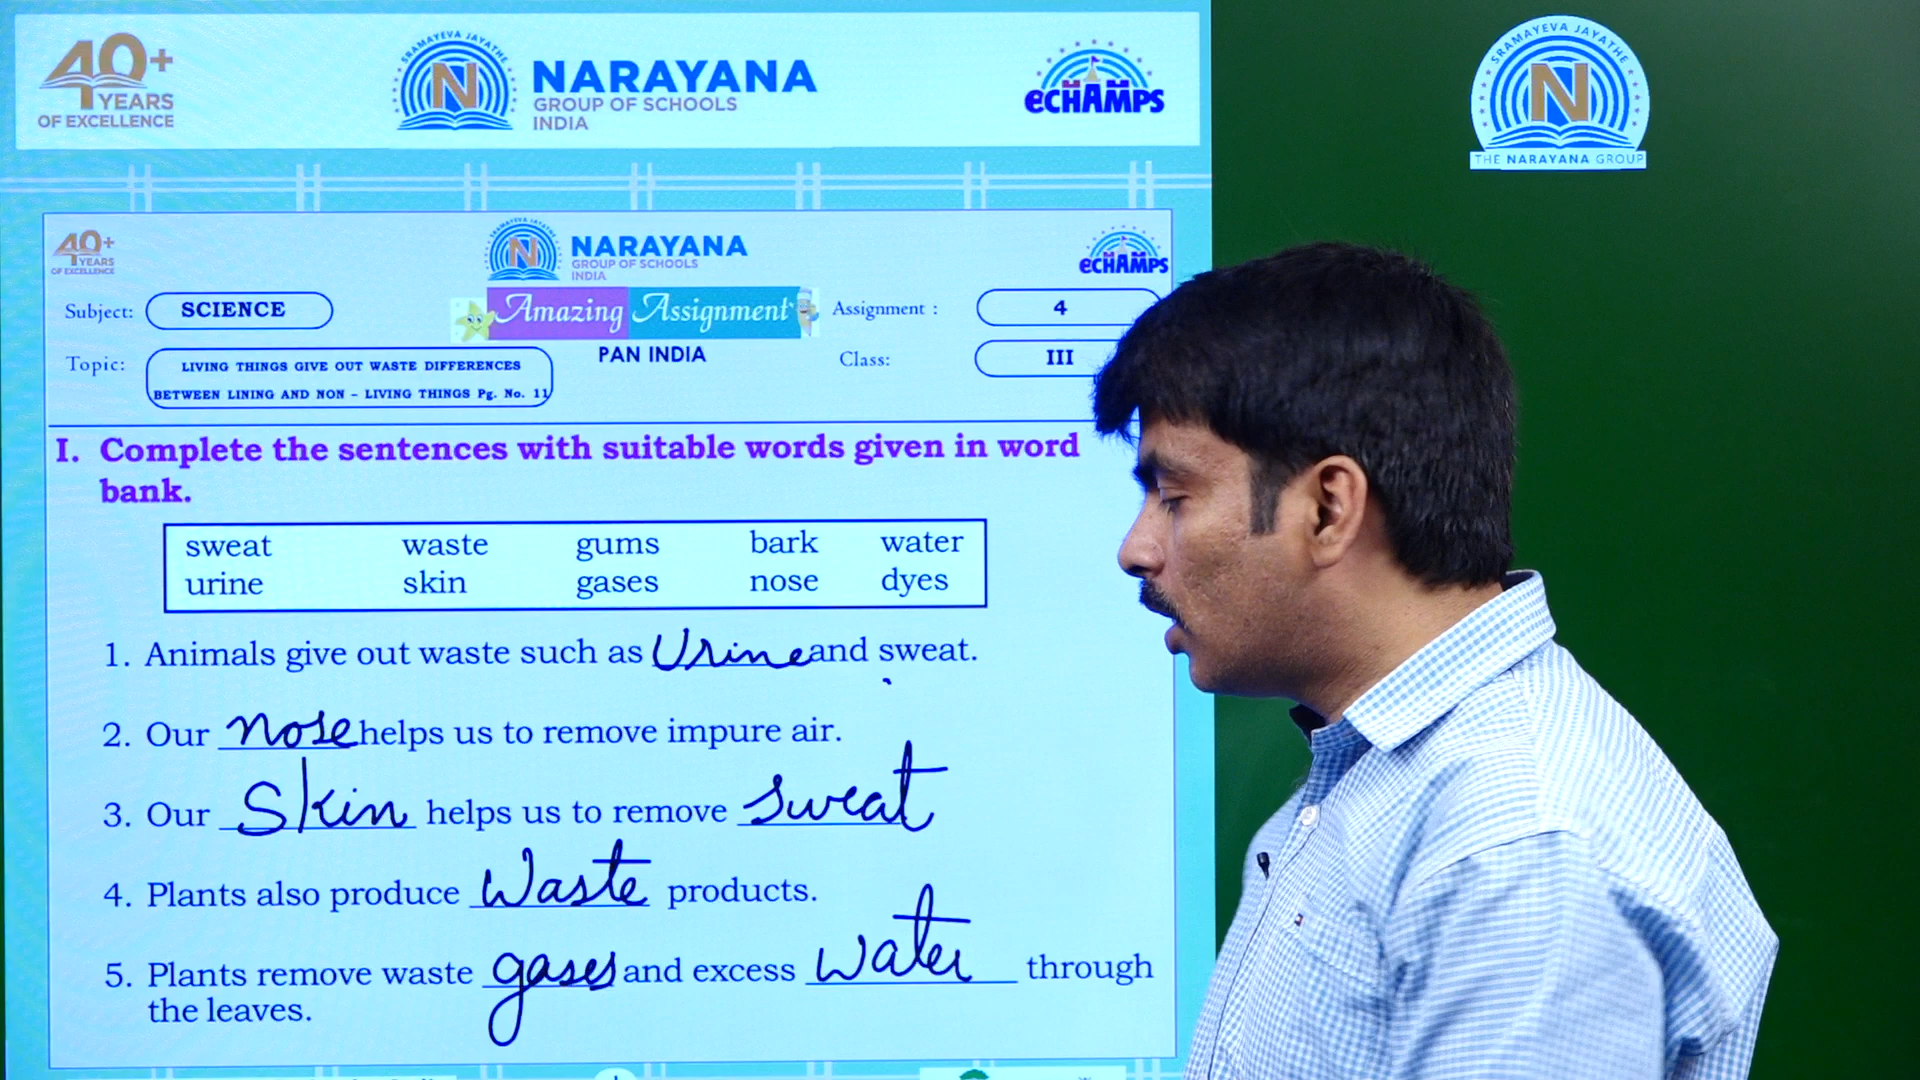 40+
YEARS
OF EXCELLENCE
SRAMAYEVA JAYATHE
N
NARAYANA
GROUP OF SCHOOLS
INDIA
eCHAMPS
SRAMAYEVA JAYATHE
N
THE NARAYANA GROUP
40+
YEARS
OF EXCELLENCE
SRAMAYEVA JAYATHE
N
NARAYANA
GROUP OF SCHOOLS
INDIA
eCHAMPS
Subject: SCIENCE
Amazing Assignment
Assignment : 4
Topic: LIVING THINGS GIVE OUT WASTE DIFFERENCES
BETWEEN LINING AND NON - LIVING THINGS Pg. No. 11
PAN INDIA
Class: III
I. Complete the sentences with suitable words given in word
bank.
sweat waste gums bark water
urine skin gases nose dyes
1. Animals give out waste such as Urine and sweat.
2. Our nose helps us to remove impure air.
3. Our Skin helps us to remove sweat
4. Plants also produce Waste products.
5. Plants remove waste gases and excess water through
the leaves.